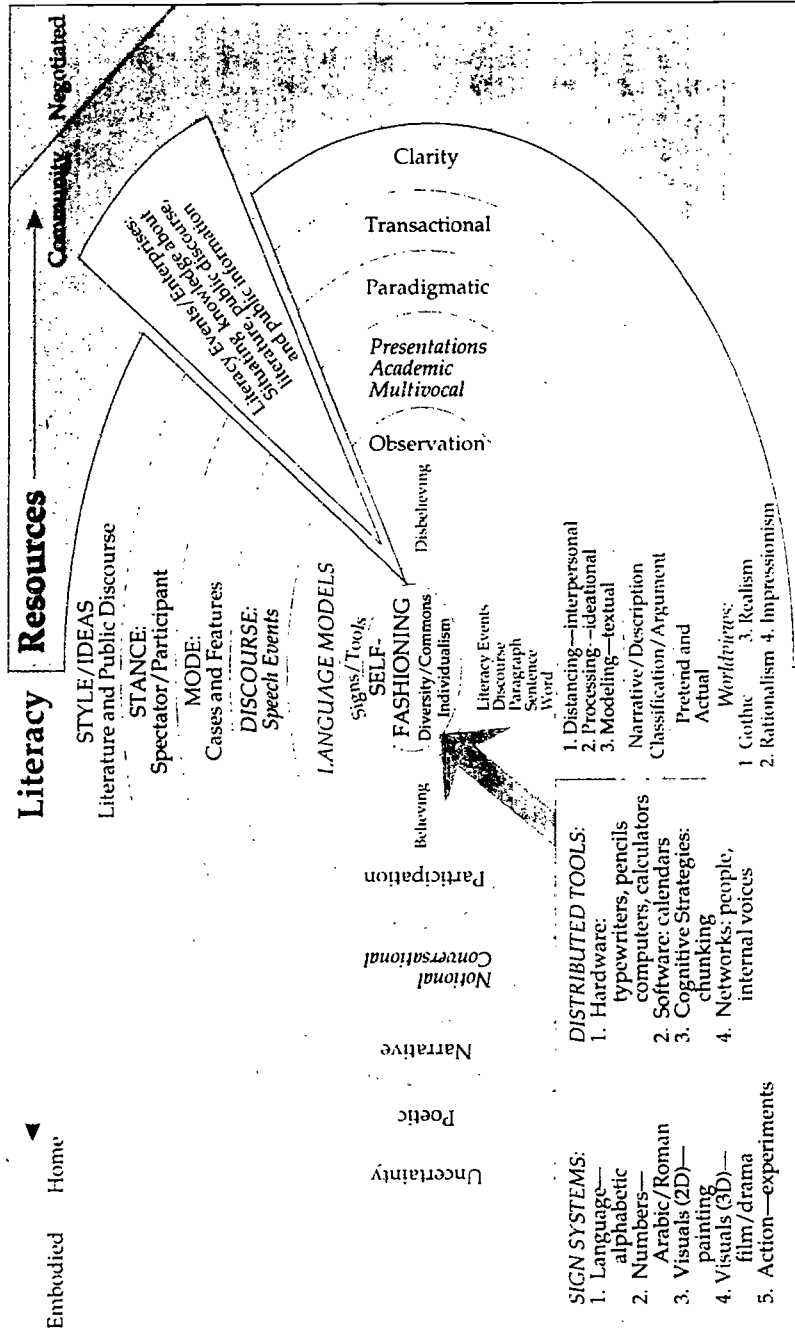 Literacy Resources
Embodied Home
Community Negotiated
STYLE/IDEAS
Literature and Public Discourse
STANCE:
Spectator/Participant
MODE:
Cases and Features
DISCOURSE:
Speech Events
LANGUAGE MODELS
Signs/Tools
SELF-
FASHIONING
Diversity/Commons
Individualism
Literacy Events/Enterprises:
Situating knowledge about
literature, public discourse,
and public information
Uncertainty
Poetic
Narrative
Notional
Conversational
Participation
Believing
Disbelieving
Observation
Presentations
Academic
Multivocal
Paradigmatic
Transactional
Clarity
Literacy Events
Discourse
Paragraph
Sentence
Word
1. Distancing—interpersonal
2. Processing--ideational
3. Modeling—textual
Narrative/Description
Classification/Argument
Pretend and
Actual
Worldviews:
1 Gothic 3. Realism
2. Rationalism 4. Impressionism
SIGN SYSTEMS:
1. Language—
alphabetic
2. Numbers—
Arabic/Roman
3. Visuals (2D)—
painting
4. Visuals (3D)—
film/drama
5. Action—experiments
DISTRIBUTED TOOLS:
1. Hardware:
typewriters, pencils
computers, calculators
2. Software: calendars
3. Cognitive Strategies:
chunking
4. Networks: people,
internal voices